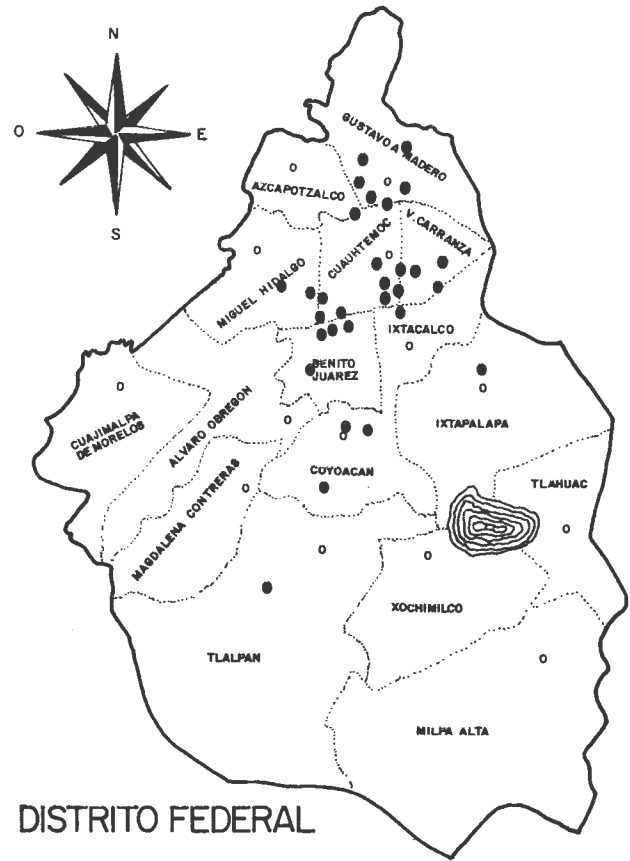 N
O
E
S
GUSTAVO A MADERO
AZCAPOTZALCO
V. CARRANZA
CUAUHTEMOC
MIGUEL HIDALGO
IXTACALCO
BENITO
JUAREZ
CUAJIMALPA
DE MORELOS
ALVARO OBREGON
IXTAPALAPA
COYOACAN
TLAHUAC
MAGDALENA CONTRERAS
XOCHIMILCO
TLALPAN
MILPA ALTA
DISTRITO FEDERAL